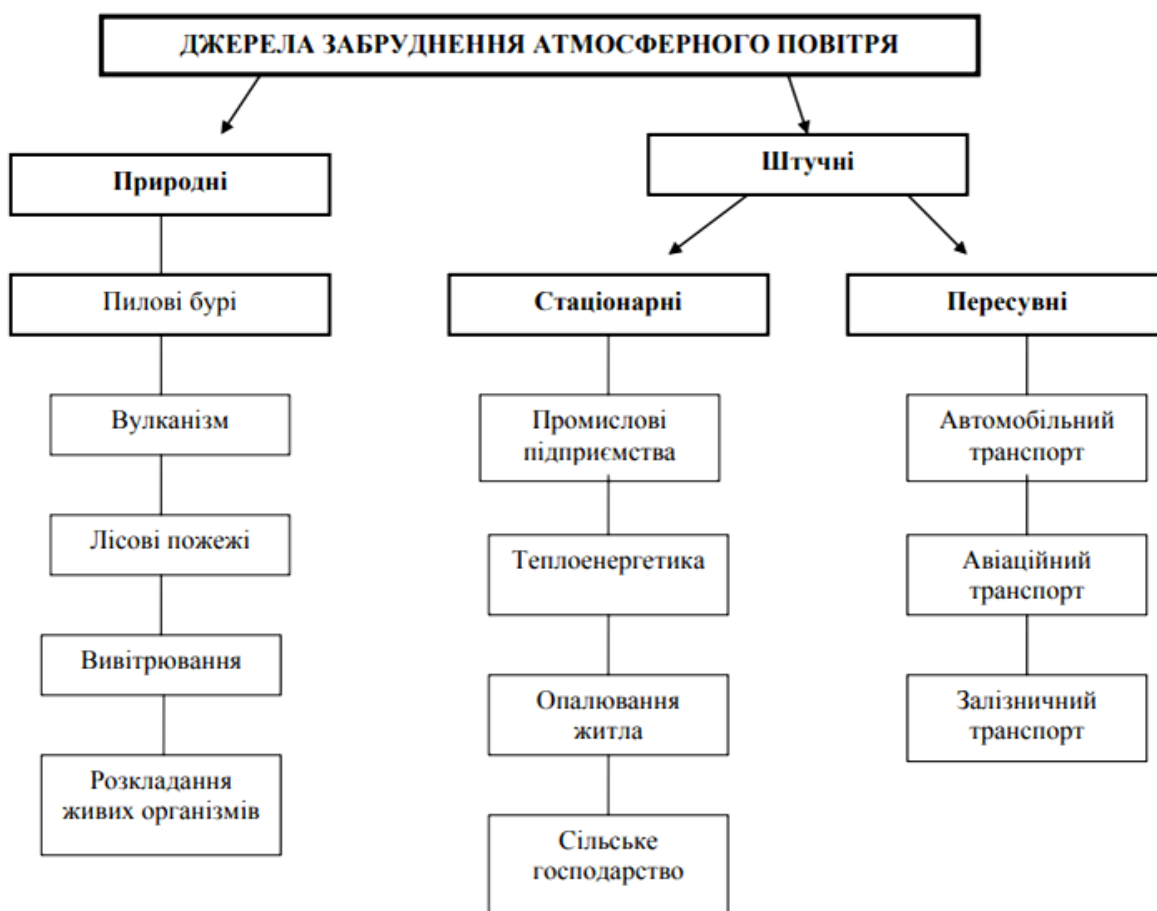 ДЖЕРЕЛА ЗАБРУДНЕННЯ АТМОСФЕРНОГО ПОВІТРЯ
Природні
Пилові бурі
Вулканізм
Лісові пожежі
Вивітрювання
Розкладання
живих організмів
Штучні
Стаціонарні
Промислові
підприємства
Теплоенергетика
Опалювання
житла
Сільське
господарство
Пересувні
Автомобільний
транспорт
Авіаційний
транспорт
Залізничний
транспорт